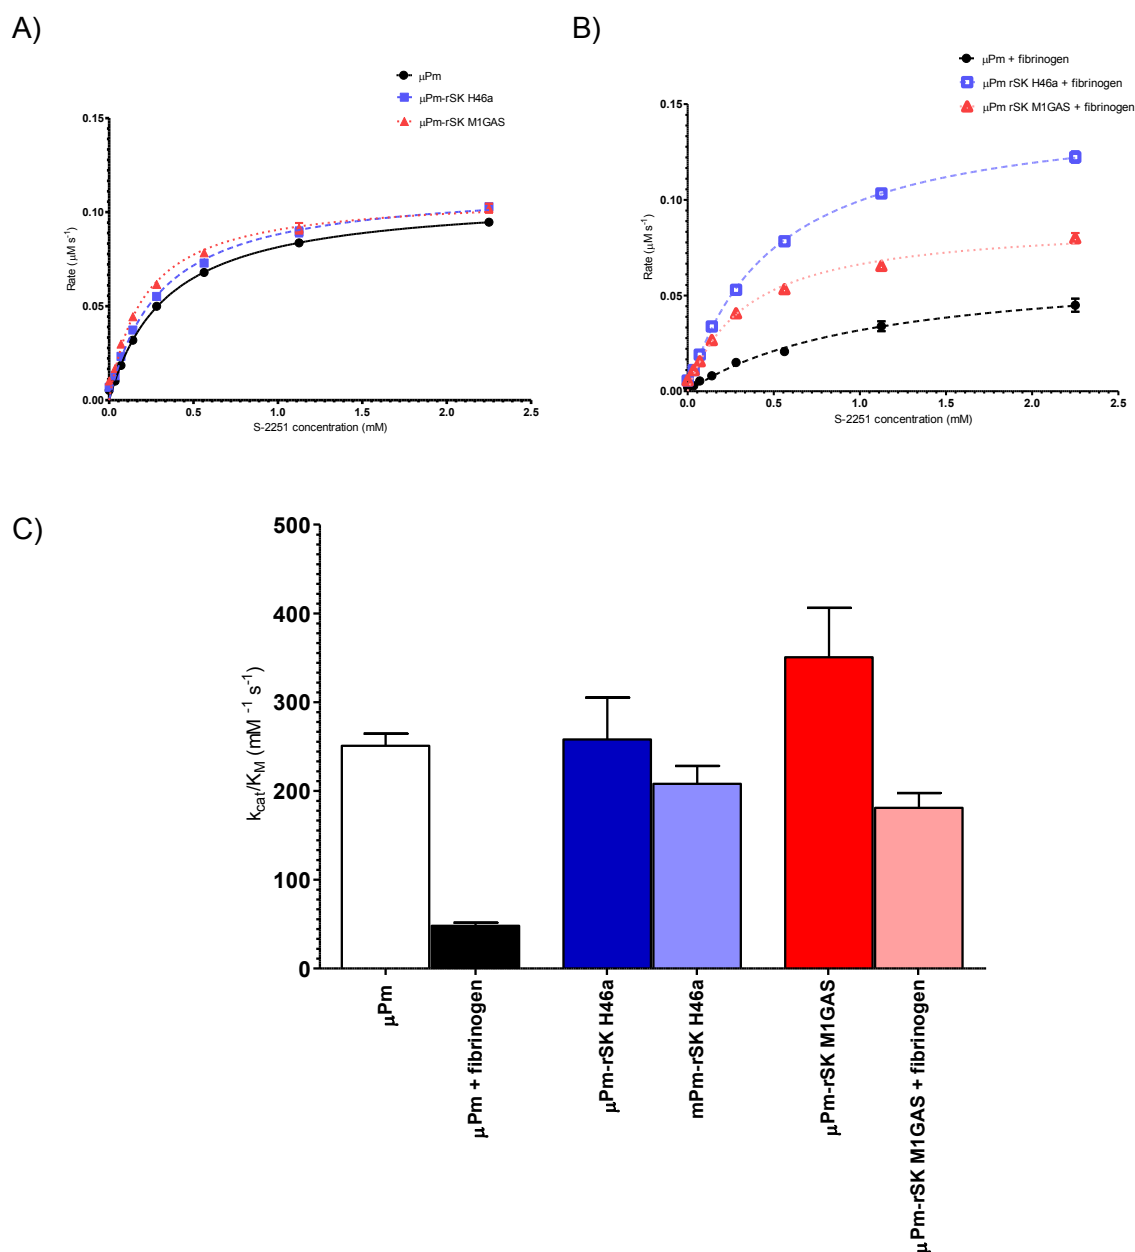 A)
μPm
μPm-rSK H46a
μPm-rSK M1GAS
0.15
0.10
0.05
0.00
Rate (μM s-1)
0.0 0.5 1.0 1.5 2.0 2.5
S-2251 concentration (mM)
B)
μPm + fibrinogen
μPm rSK H46a + fibrinogen
μPm rSK M1GAS + fibrinogen
0.15
0.10
0.05
0.00
Rate (μM s-1)
0.0 0.5 1.0 1.5 2.0 2.5
S-2251 concentration (mM)
C)
500
400
300
200
100
0
kcat/KM (mM -1 s-1)
μPm
μPm + fibrinogen
μPm-rSK H46a
mPm-rSK H46a
μPm-rSK M1GAS
μPm-rSK M1GAS + fibrinogen